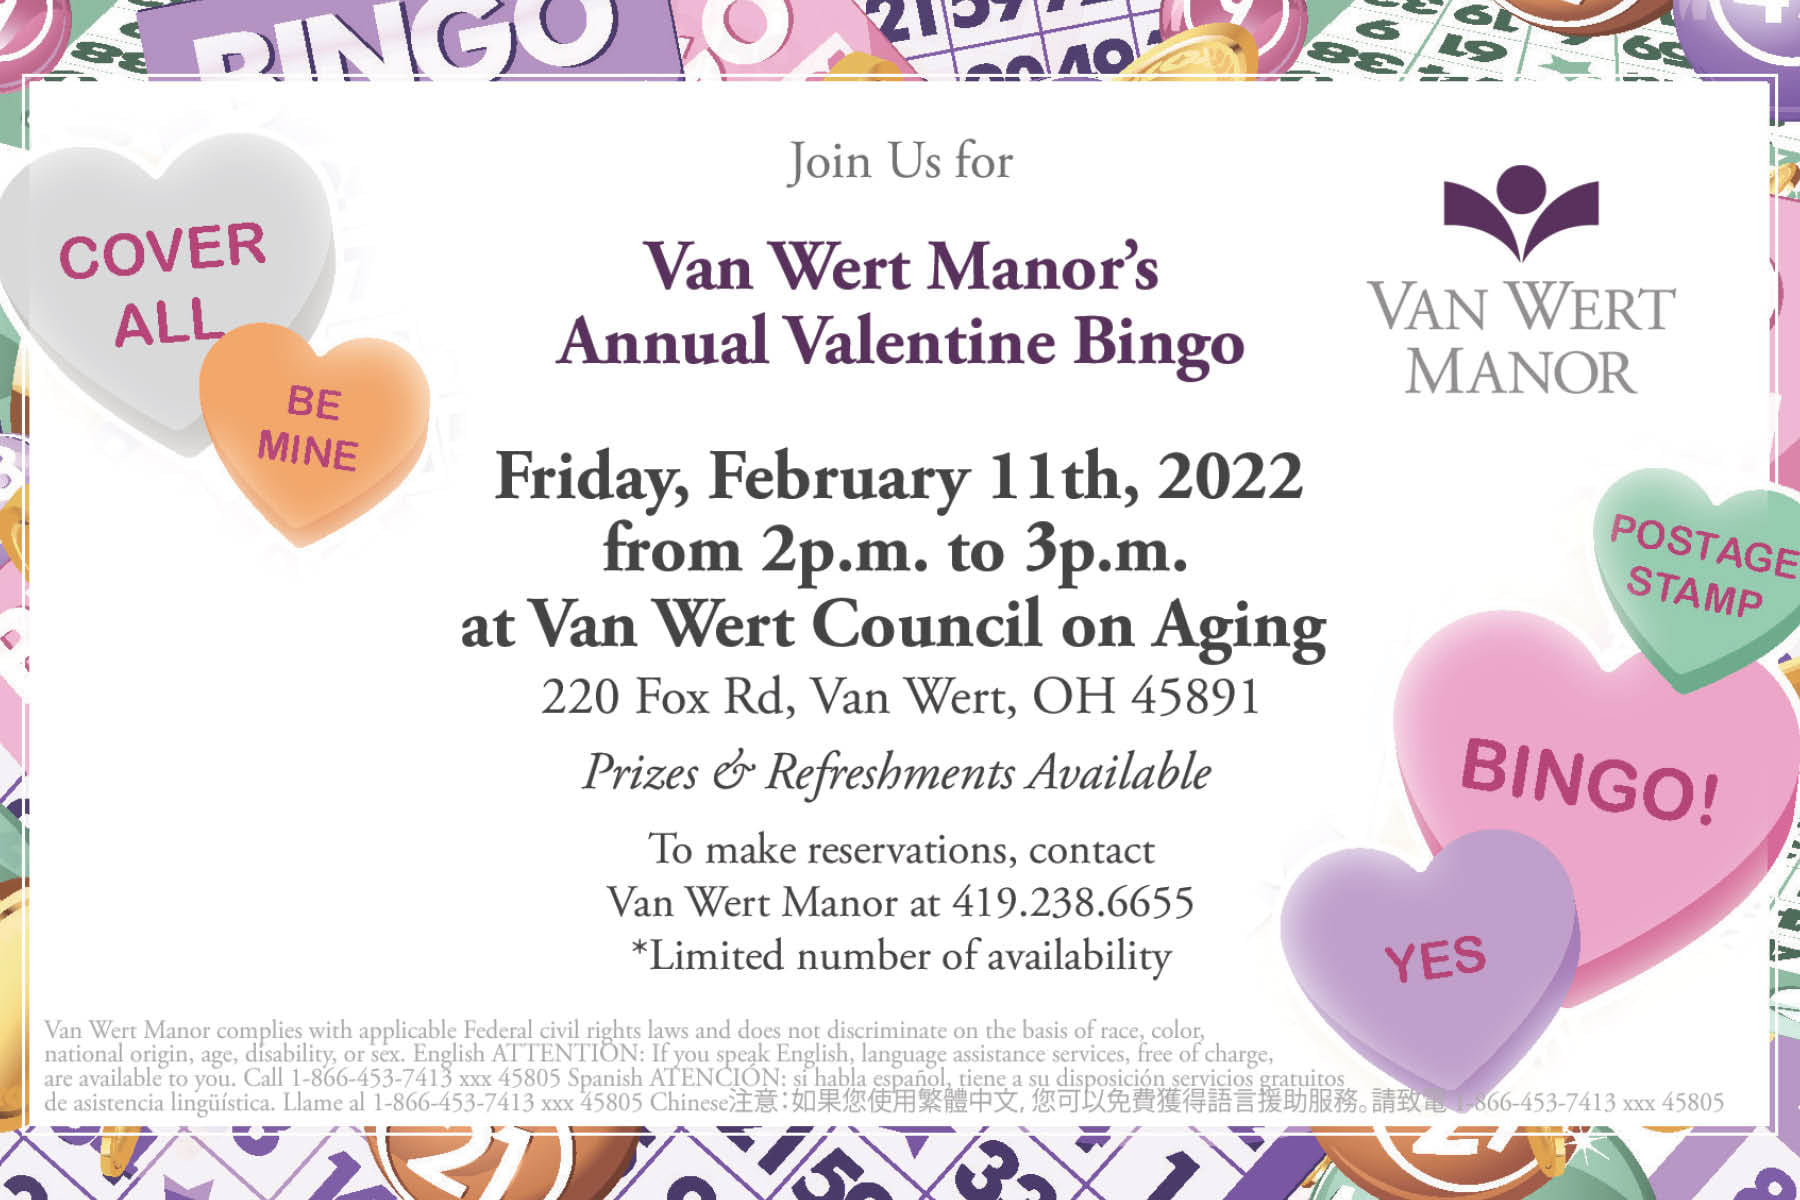 BINGO
Join Us for
Van Wert Manor's
Annual Valentine Bingo
VAN WERT
MANOR
COVER
ALL
BE
MINE
Friday, February 11th, 2022
from 2p.m. to 3p.m.
at Van Wert Council on Aging
220 Fox Rd, Van Wert, OH 45891
Prizes & Refreshments Available
To make reservations, contact
Van Wert Manor at 419.238.6655
*Limited number of availability
POSTAGE
STAMP
BINGO!
YES
Van Wert Manor complies with applicable Federal civil rights laws and does not discriminate on the basis of race, color,
national origin, age, disability, or sex. English ATTENTION: If you speak English, language assistance services, free of charge,
are available to you. Call 1-866-453-7413 xxx 45805 Spanish ATENCIÓN: si habla español, tiene a su disposición servicios gratuitos
de asistencia lingüística. Llame al 1-866-453-7413 xxx 45805 Chinese注意：如果您使用繁體中文, 您可以免費獲得語言援助服務。請致電 1-866-453-7413 xxx 45805